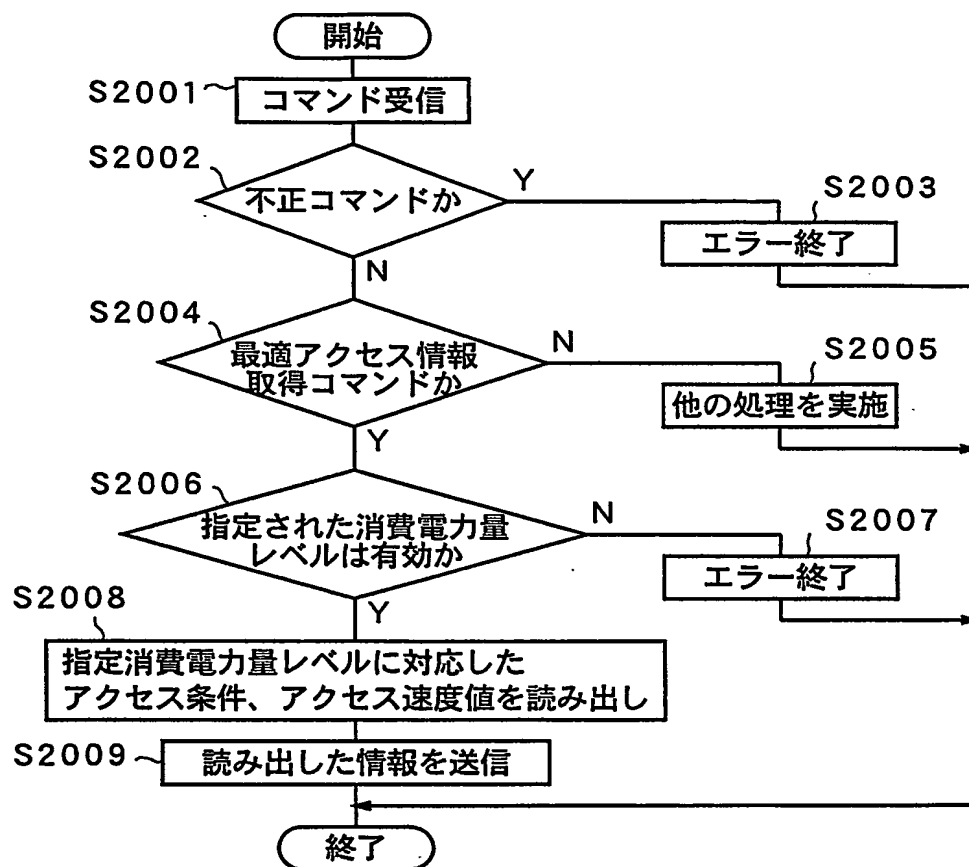 開始
S2001
コマンド受信
S2002
不正コマンドか
Y
S2003
エラー終了
N
S2004
最適アクセス情報
取得コマンドか
N
S2005
他の処理を実施
Y
S2006
指定された消費電力量
レベルは有効か
N
S2007
エラー終了
Y
S2008
指定消費電力量レベルに対応した
アクセス条件、アクセス速度値を読み出し
S2009
読み出した情報を送信
終了